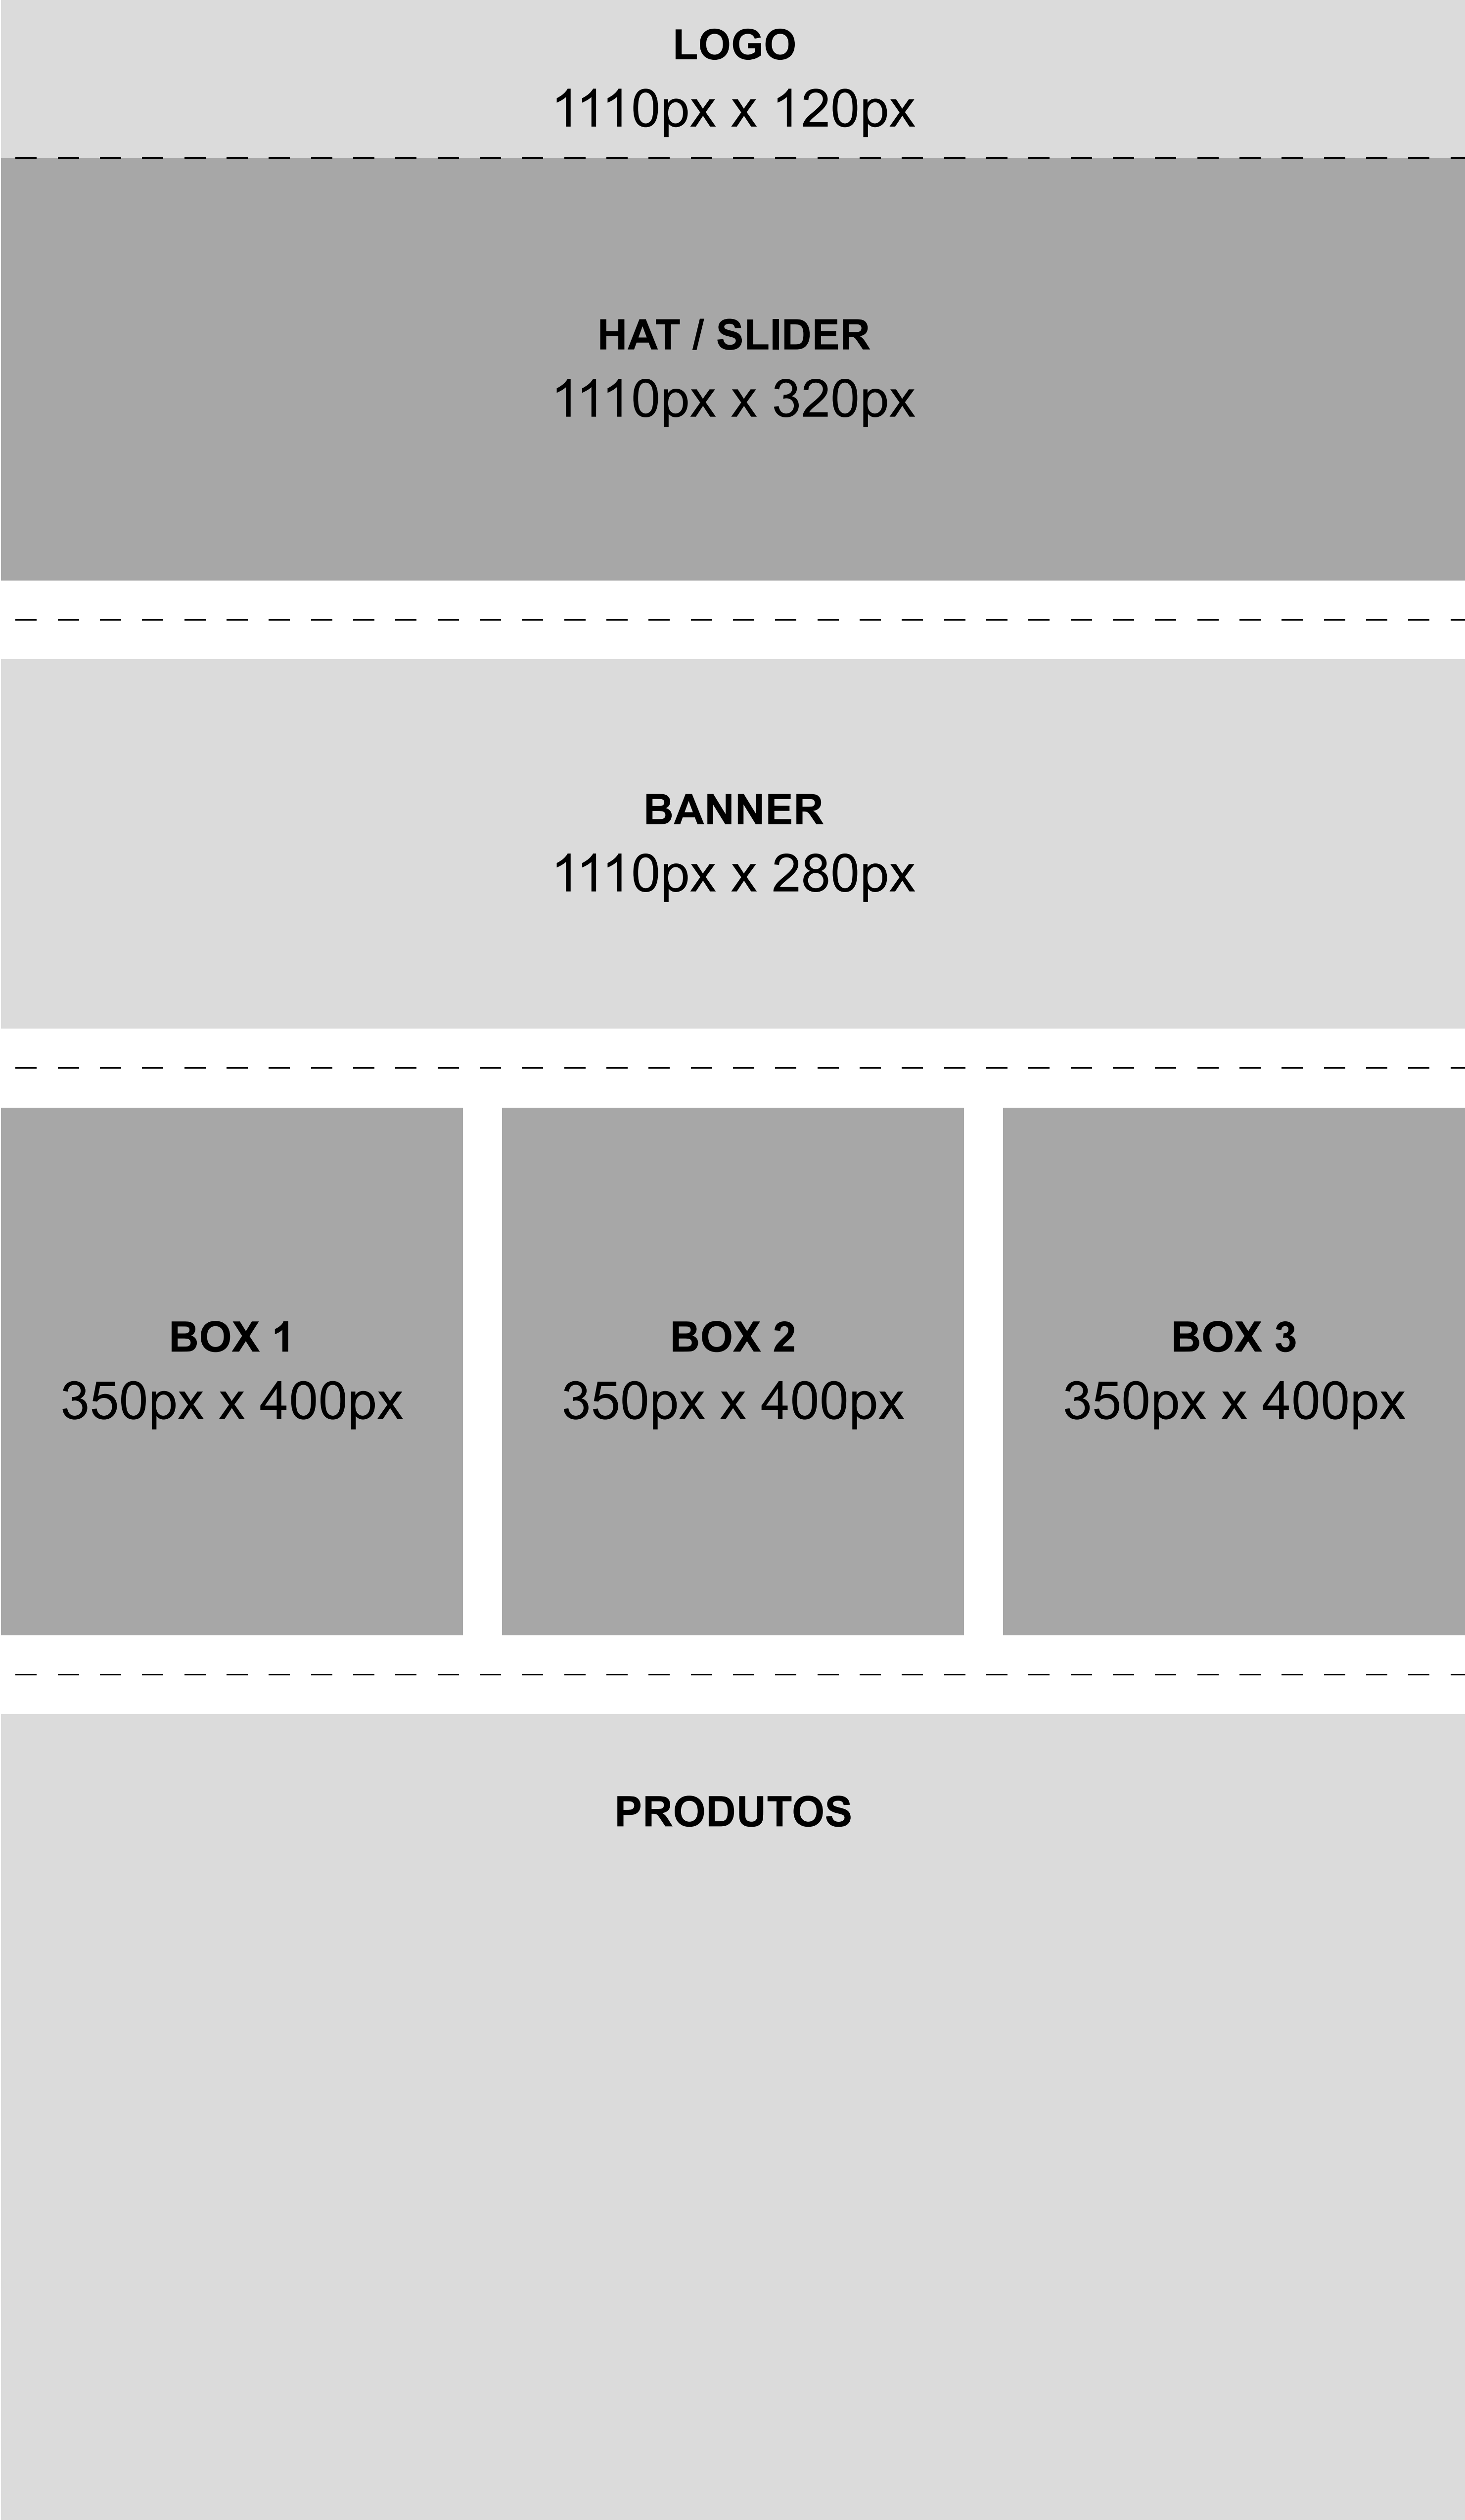 LOGO
1110px x 120px
HAT / SLIDER
1110px x 320px
BANNER
1110px x 280px
BOX 1
350px x 400px
BOX 2
350px x 400px
BOX 3
350px x 400px
PRODUTOS